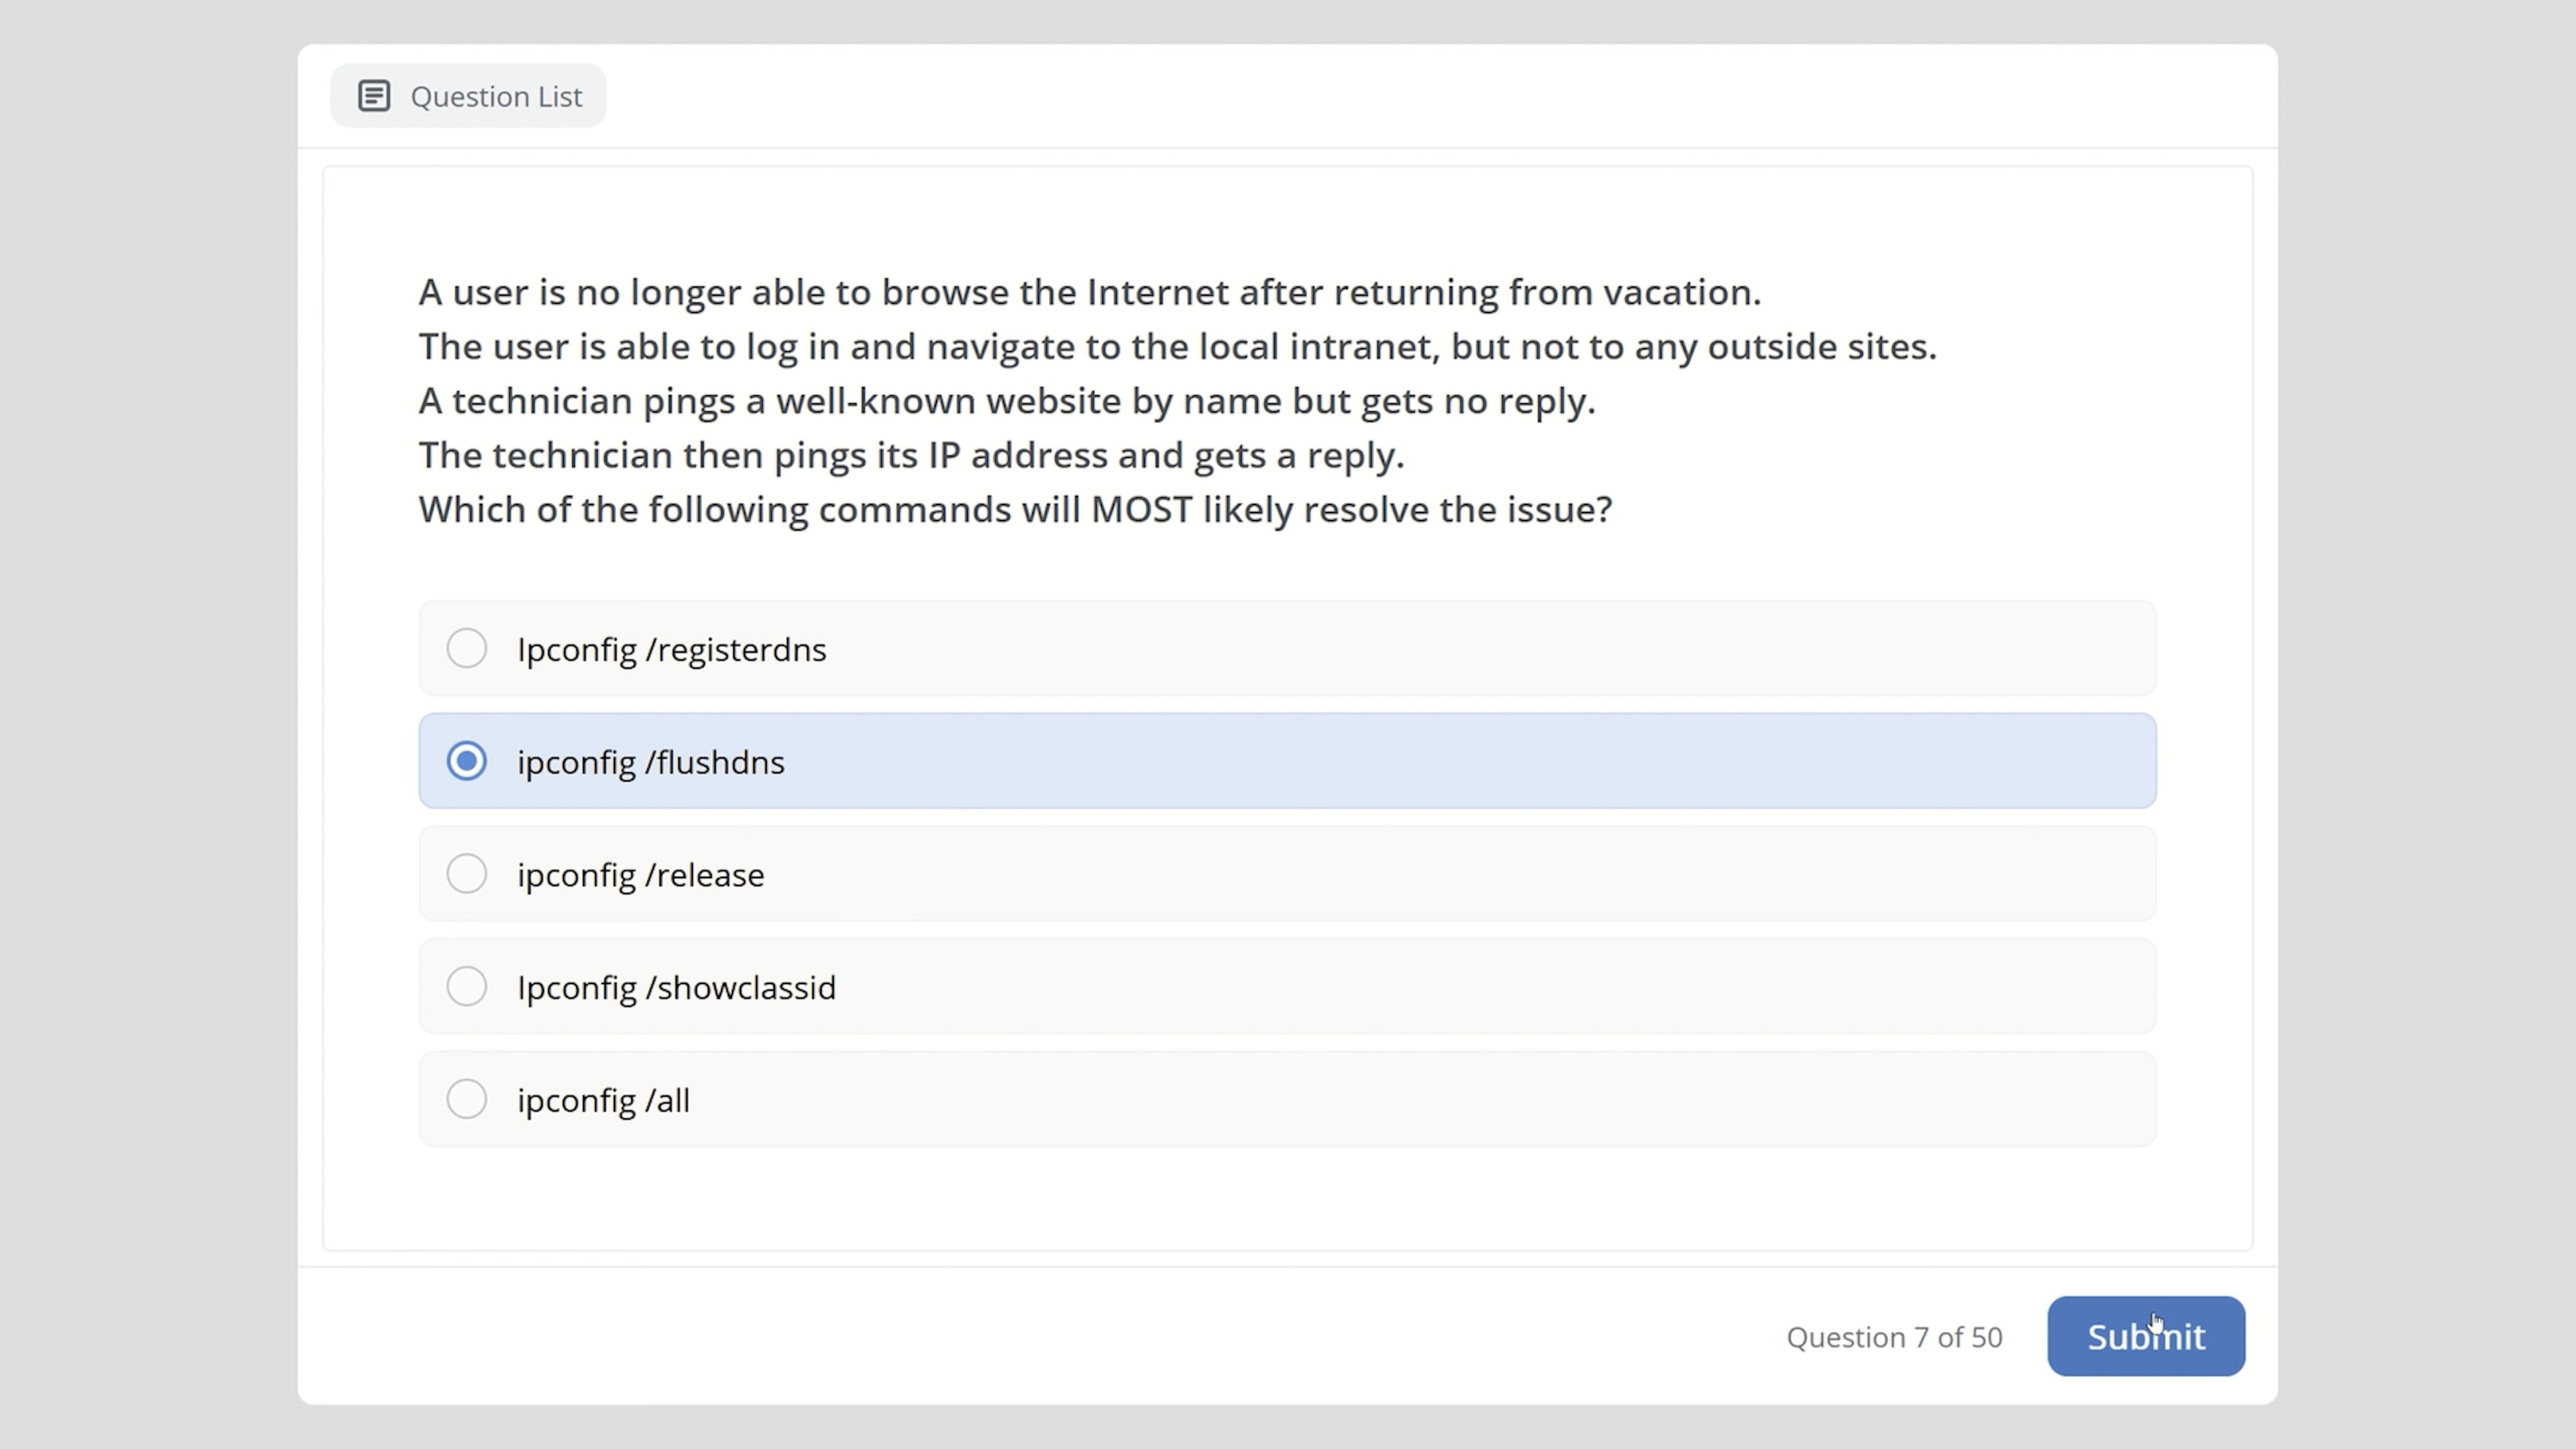 Question List
A user is no longer able to browse the Internet after returning from vacation.
The user is able to log in and navigate to the local intranet, but not to any outside sites.
A technician pings a well-known website by name but gets no reply.
The technician then pings its IP address and gets a reply.
Which of the following commands will MOST likely resolve the issue?
Ipconfig /registerdns
ipconfig /flushdns
ipconfig /release
Ipconfig /showclassid
ipconfig /all
Question 7 of 50
Submit